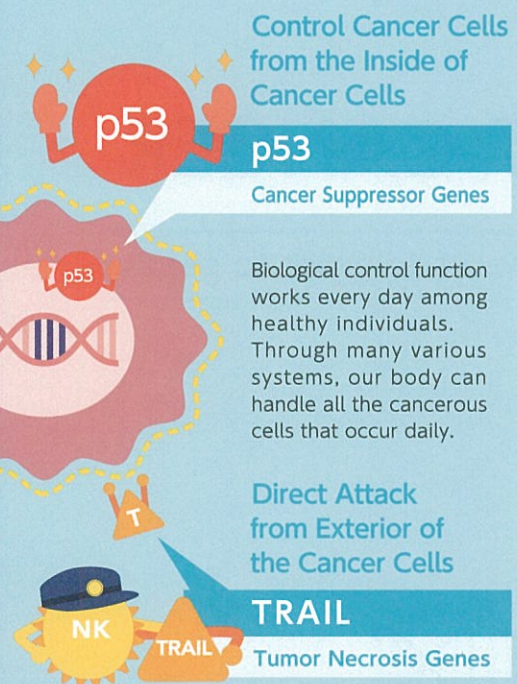 Control Cancer Cells
from the Inside of
Cancer Cells
p53
p53
Cancer Suppressor Genes
p53
Biological control function
works every day among
healthy individuals.
Through many various
systems, our body can
handle all the cancerous
cells that occur daily.
T
Direct Attack
from Exterior of
the Cancer Cells
NK
TRAIL
TRAIL
Tumor Necrosis Genes